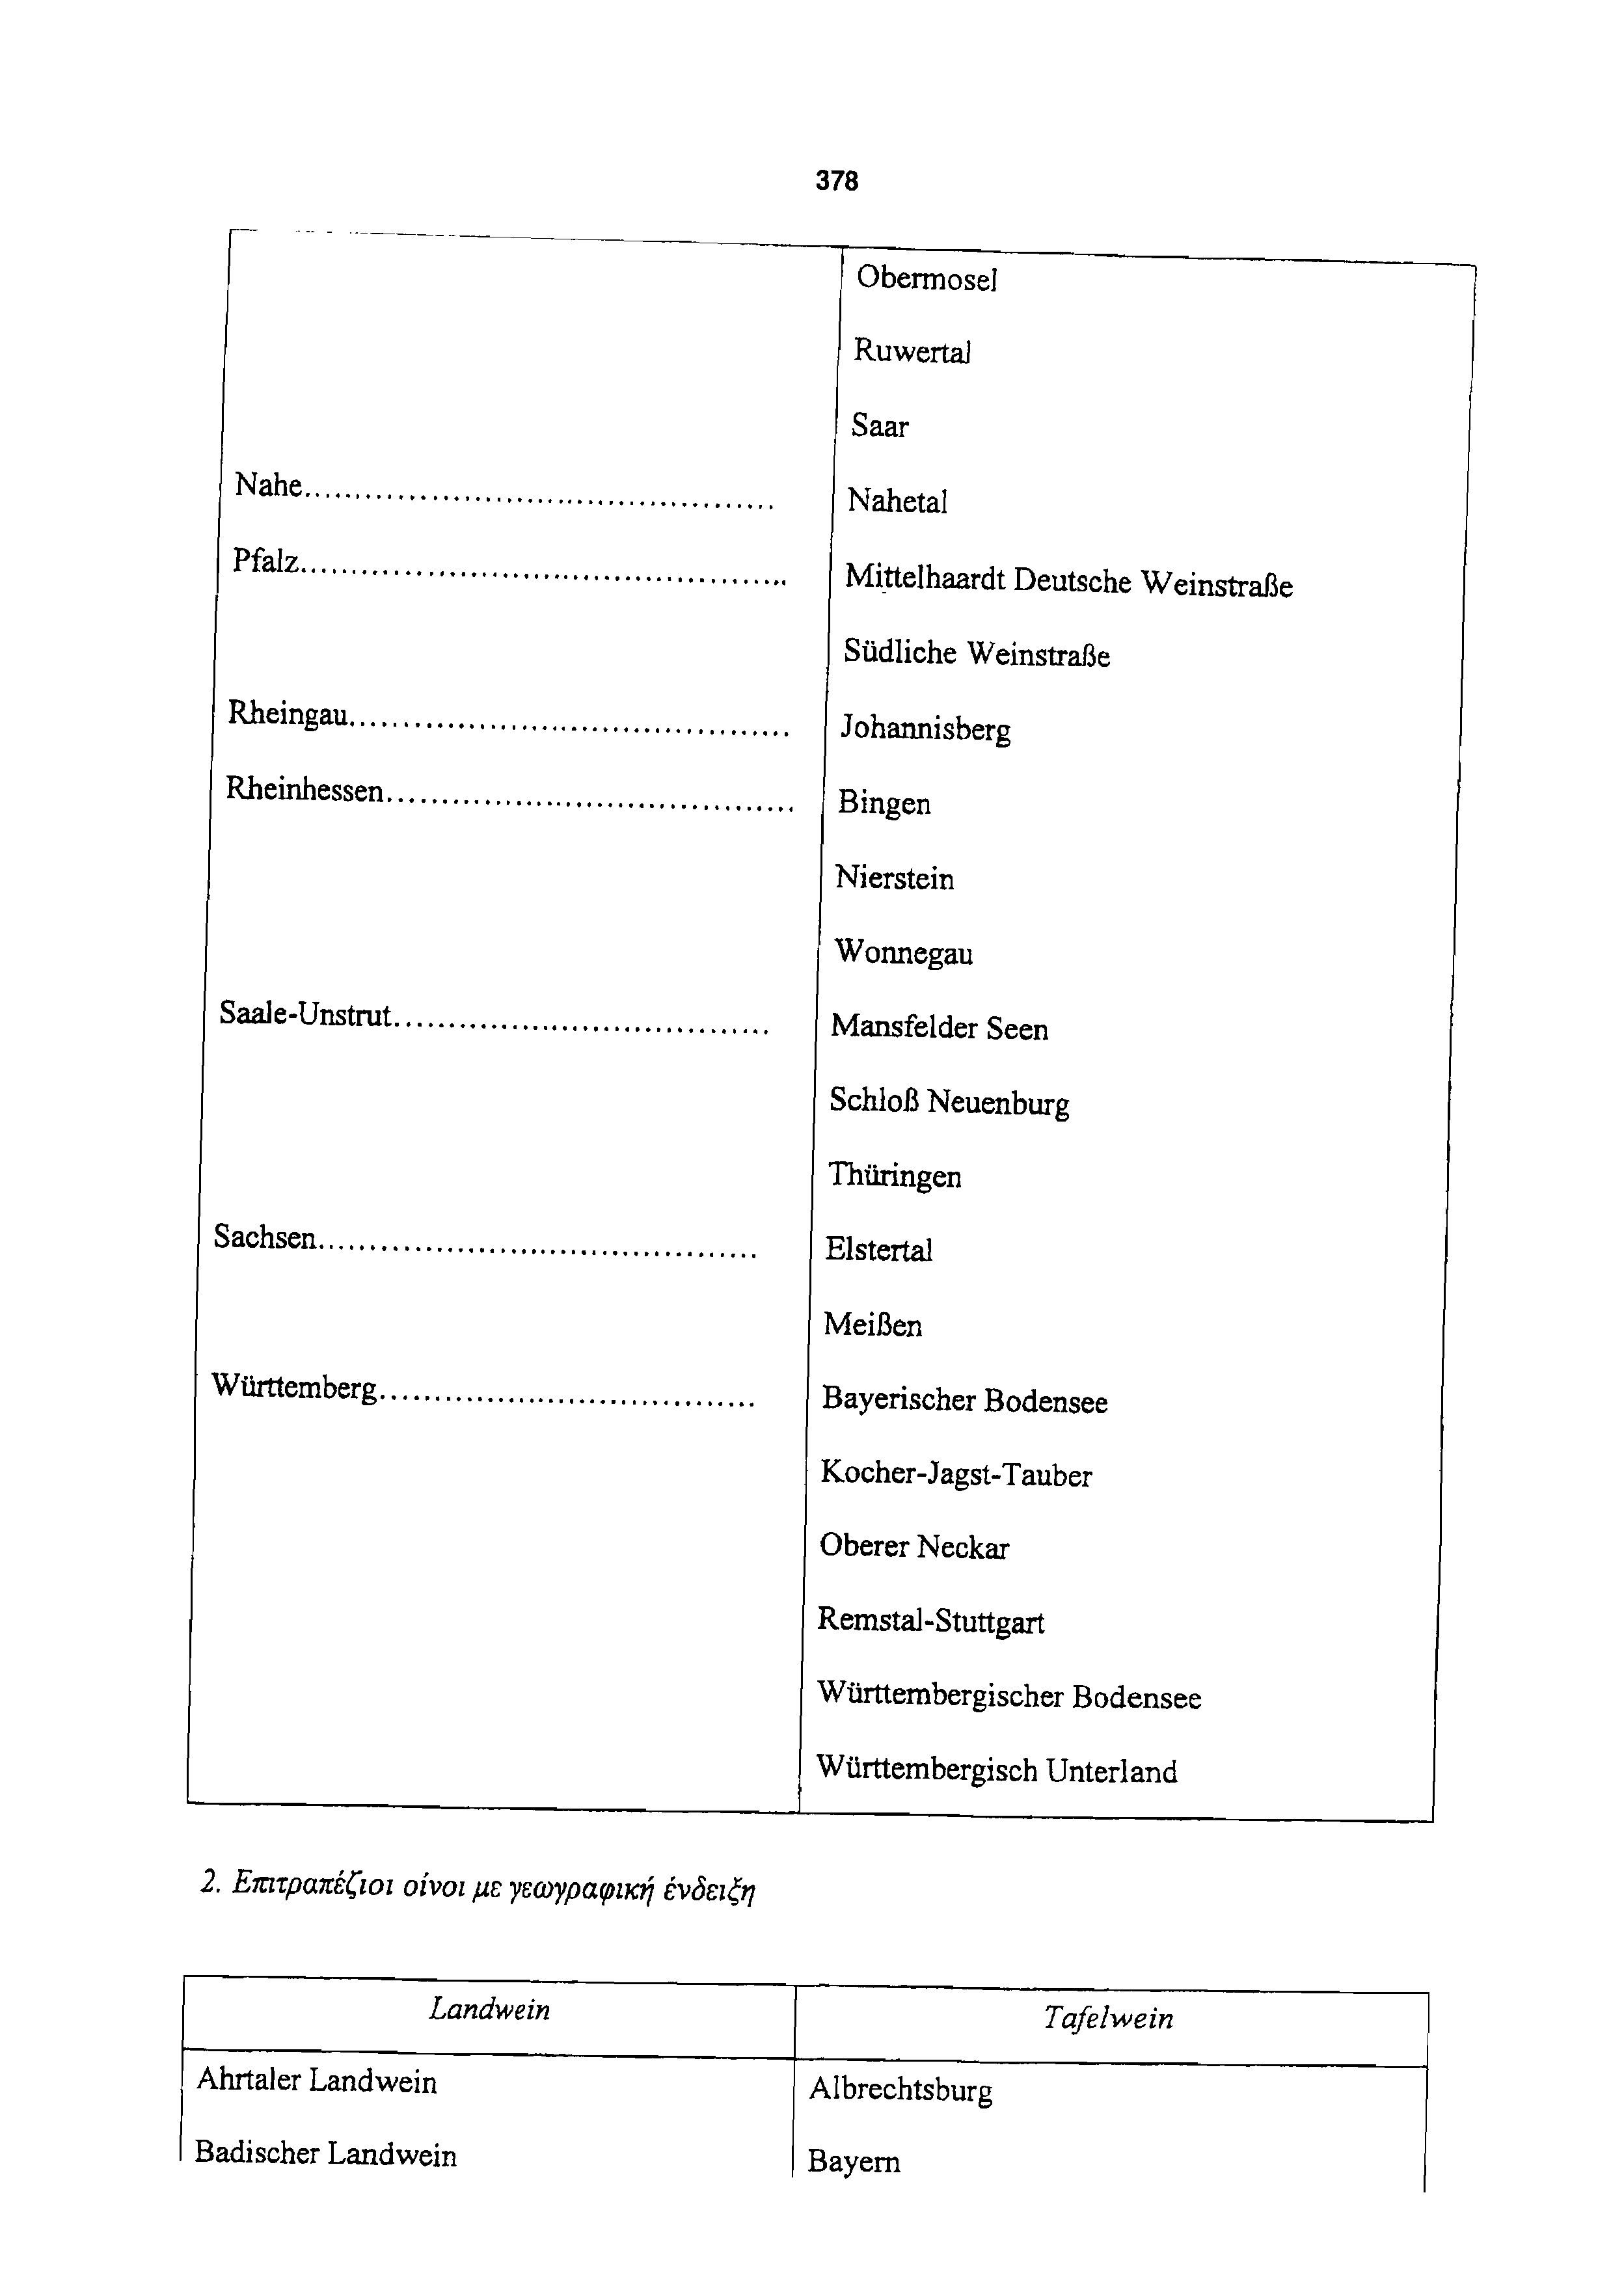 378
Obermosel
Ruwertal
Saar
Nahe............................................. Nahetal
Pfalz.............................................. Mittelhaardt Deutsche Weinstraße
Südliche Weinstraße
Rheingau.......................................... Johannisberg
Rheinhessen....................................... Bingen
Nierstein
Wonnegau
Saale-Unstrut.................................... Mansfelder Seen
Schloß Neuenburg
Thüringen
Sachsen.......................................... Elstertal
Meißen
Württemberg.................................... Bayerischer Bodensee
Kocher-Jagst-Tauber
Oberer Neckar
Remstal-Stuttgart
Württembergischer Bodensee
Württembergisch Unterland
2. Επιτραπέζιοι οίνοι με γεωγραφική ένδειξη
Landwein Tafelwein
Ahrtaler Landwein Albrechtsburg
Badischer Landwein Bayern